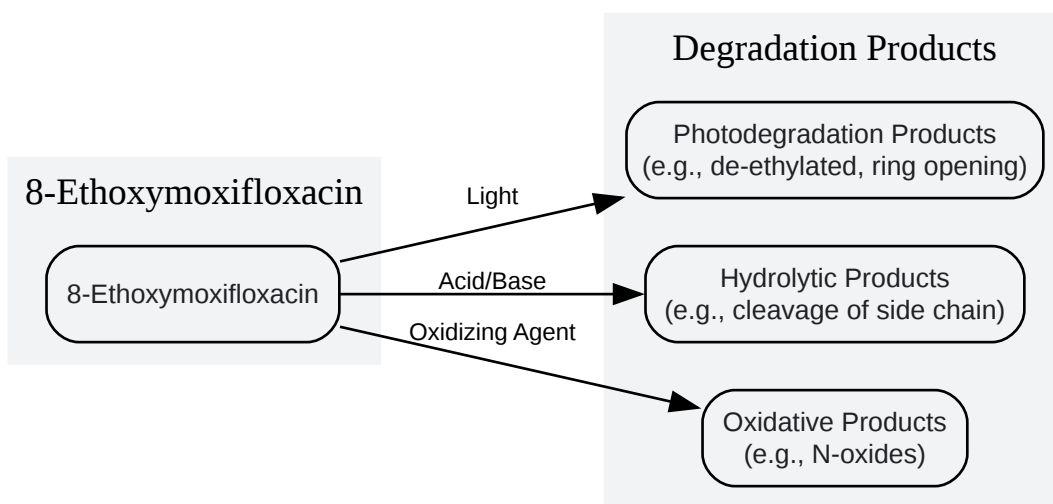 Degradation Products
Photodegradation Products
(e.g., de-ethylated, ring opening)
8-Ethoxymoxifloxacin
Light
8-Ethoxymoxifloxacin
Acid/Base
Hydrolytic Products
(e.g., cleavage of side chain)
Oxidizing Agent
Oxidative Products
(e.g., N-oxides)